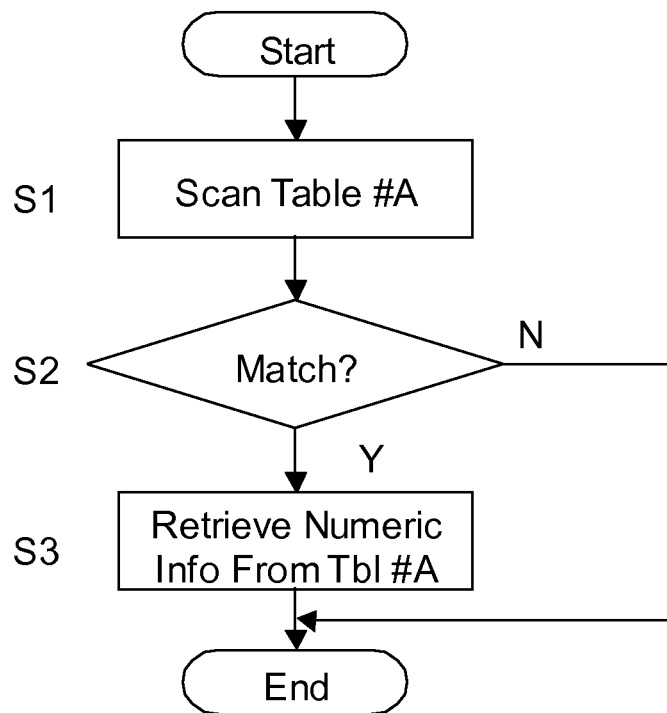 Start
S1
Scan Table #A
S2
Match?
N
Y
S3
Retrieve Numeric
Info From Tbl #A
End